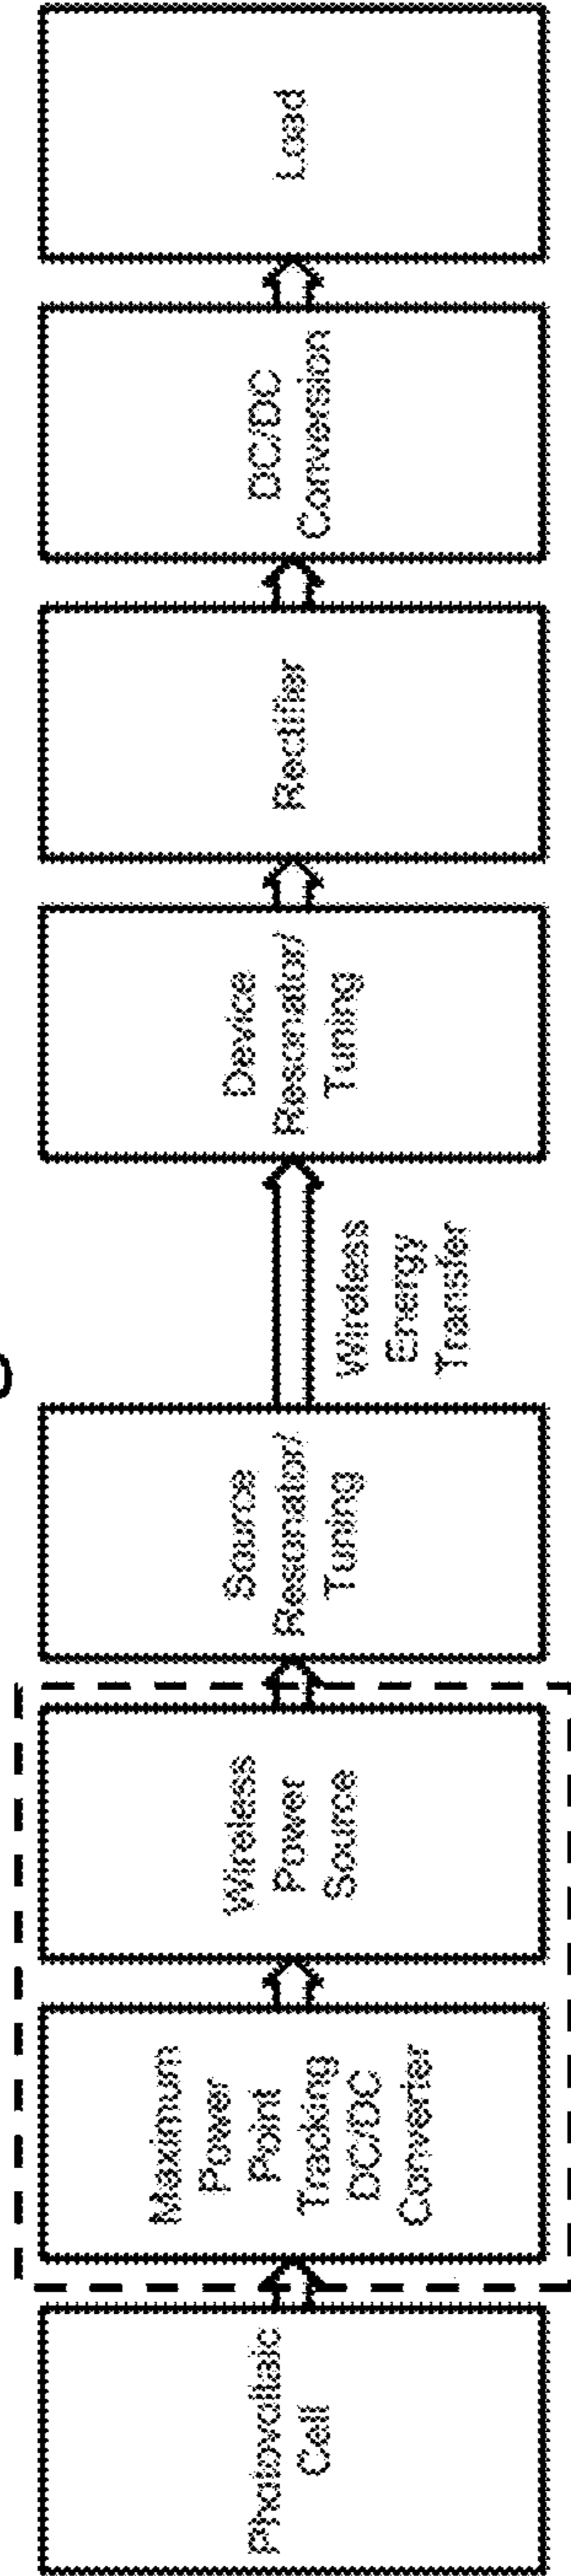 Photovoltaic
Cell
Maximum
Power
Point
Tracking
DC/DC
Converter
Wireless
Power
Source
Source
Resonator/
Tuning
Wireless
Energy
Transfer
Device
Resonator/
Tuning
Rectifier
DC/DC
Conversion
Load